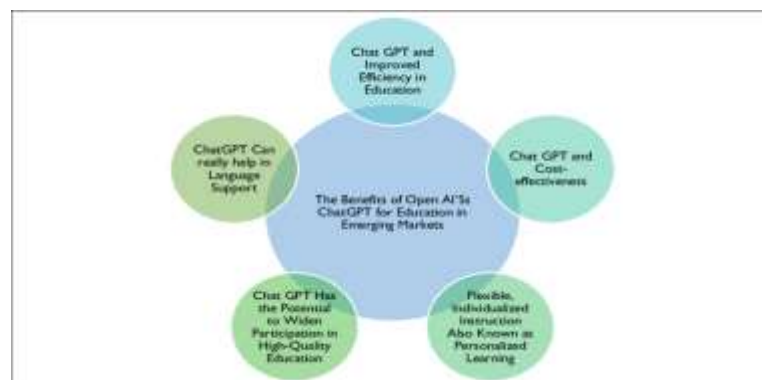 Chat GPT and
Improved
Efficiency in
Education
ChatGPT Can
really help in
Language
Support
Chat GPT and
Cost-
effectiveness
The Benefits of Open AI'Ss
ChatGPT for Education in
Emerging Markets
Chat GPT Has
the Potential
to Widen
Participation in
High-Quality
Education
Flexible,
Individualized
Instruction
Also Known as
Personalized
Learning